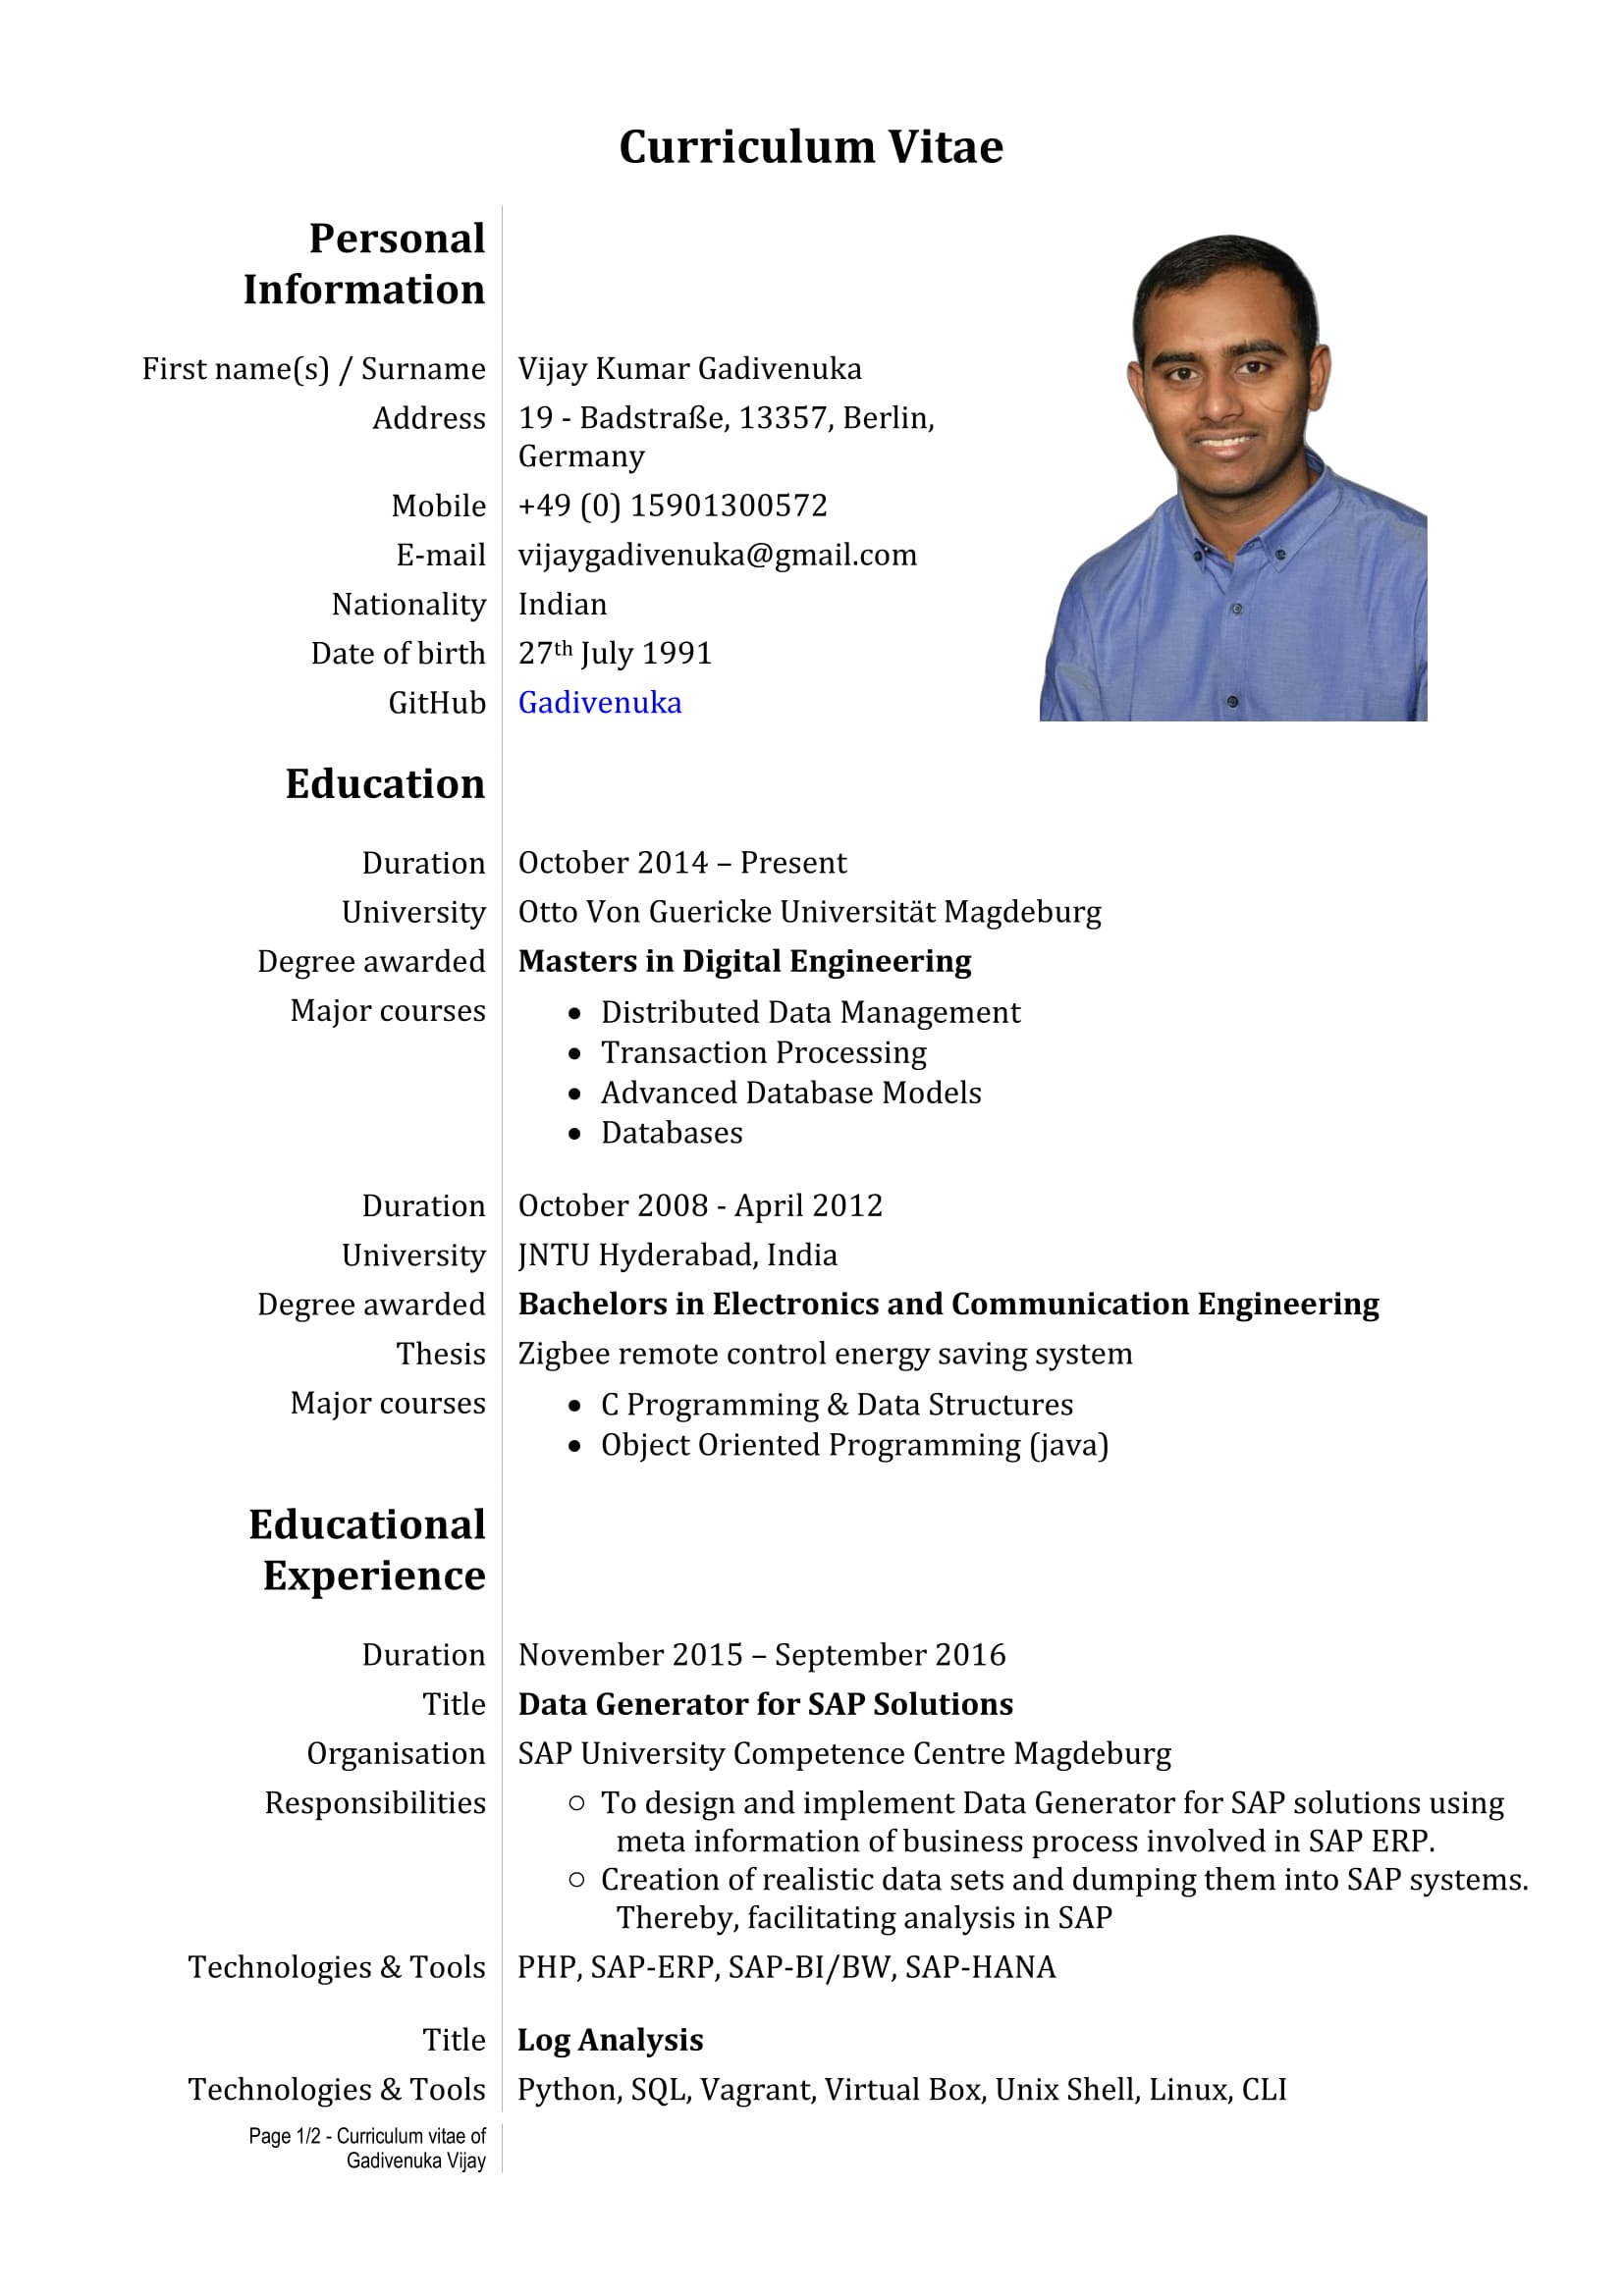 Curriculum Vitae
Personal
Information
First name(s) / Surname Vijay Kumar Gadivenuka
Address 19 - Badstraße, 13357, Berlin,
Germany
Mobile +49 (0) 15901300572
E-mail vijaygadivenuka@gmail.com
Nationality Indian
Date of birth 27th July 1991
GitHub Gadivenuka
Education
Duration October 2014 – Present
University Otto Von Guericke Universität Magdeburg
Degree awarded Masters in Digital Engineering
Major courses • Distributed Data Management
• Transaction Processing
• Advanced Database Models
• Databases
Duration October 2008 - April 2012
University JNTU Hyderabad, India
Degree awarded Bachelors in Electronics and Communication Engineering
Thesis Zigbee remote control energy saving system
Major courses • C Programming & Data Structures
• Object Oriented Programming (java)
Educational
Experience
Duration November 2015 – September 2016
Title Data Generator for SAP Solutions
Organisation SAP University Competence Centre Magdeburg
Responsibilities ○ To design and implement Data Generator for SAP solutions using
meta information of business process involved in SAP ERP.
○ Creation of realistic data sets and dumping them into SAP systems.
Thereby, facilitating analysis in SAP
Technologies & Tools PHP, SAP-ERP, SAP-BI/BW, SAP-HANA
Title Log Analysis
Technologies & Tools Python, SQL, Vagrant, Virtual Box, Unix Shell, Linux, CLI
Page 1/2 - Curriculum vitae of
Gadivenuka Vijay